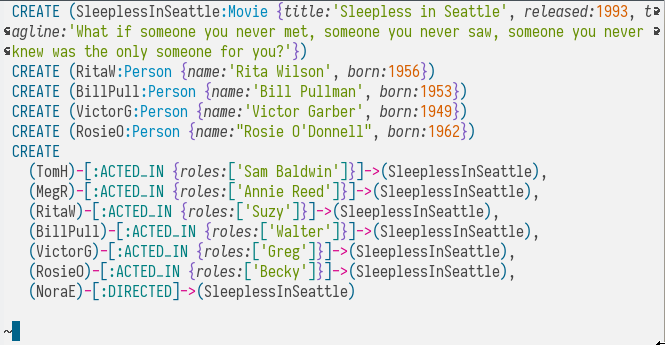 CREATE (SleeplessInSeattle:Movie {title:'Sleepless in Seattle', released:1993, t
agline:'What if someone you never met, someone you never saw, someone you never
knew was the only someone for you?'})
CREATE (RitaW:Person {name:'Rita Wilson', born:1956})
CREATE (BillPull:Person {name:'Bill Pullman', born:1953})
CREATE (VictorG:Person {name:'Victor Garber', born:1949})
CREATE (RosieO:Person {name:"Rosie O'Donnell", born:1962})
CREATE
  (TomH)-[:ACTED_IN {roles:['Sam Baldwin']}]->(SleeplessInSeattle),
  (MegR)-[:ACTED_IN {roles:['Annie Reed']}]->(SleeplessInSeattle),
  (RitaW)-[:ACTED_IN {roles:['Suzy']}]->(SleeplessInSeattle),
  (BillPull)-[:ACTED_IN {roles:['Walter']}]->(SleeplessInSeattle),
  (VictorG)-[:ACTED_IN {roles:['Greg']}]->(SleeplessInSeattle),
  (RosieO)-[:ACTED_IN {roles:['Becky']}]->(SleeplessInSeattle),
  (NoraE)-[:DIRECTED]->(SleeplessInSeattle)
~